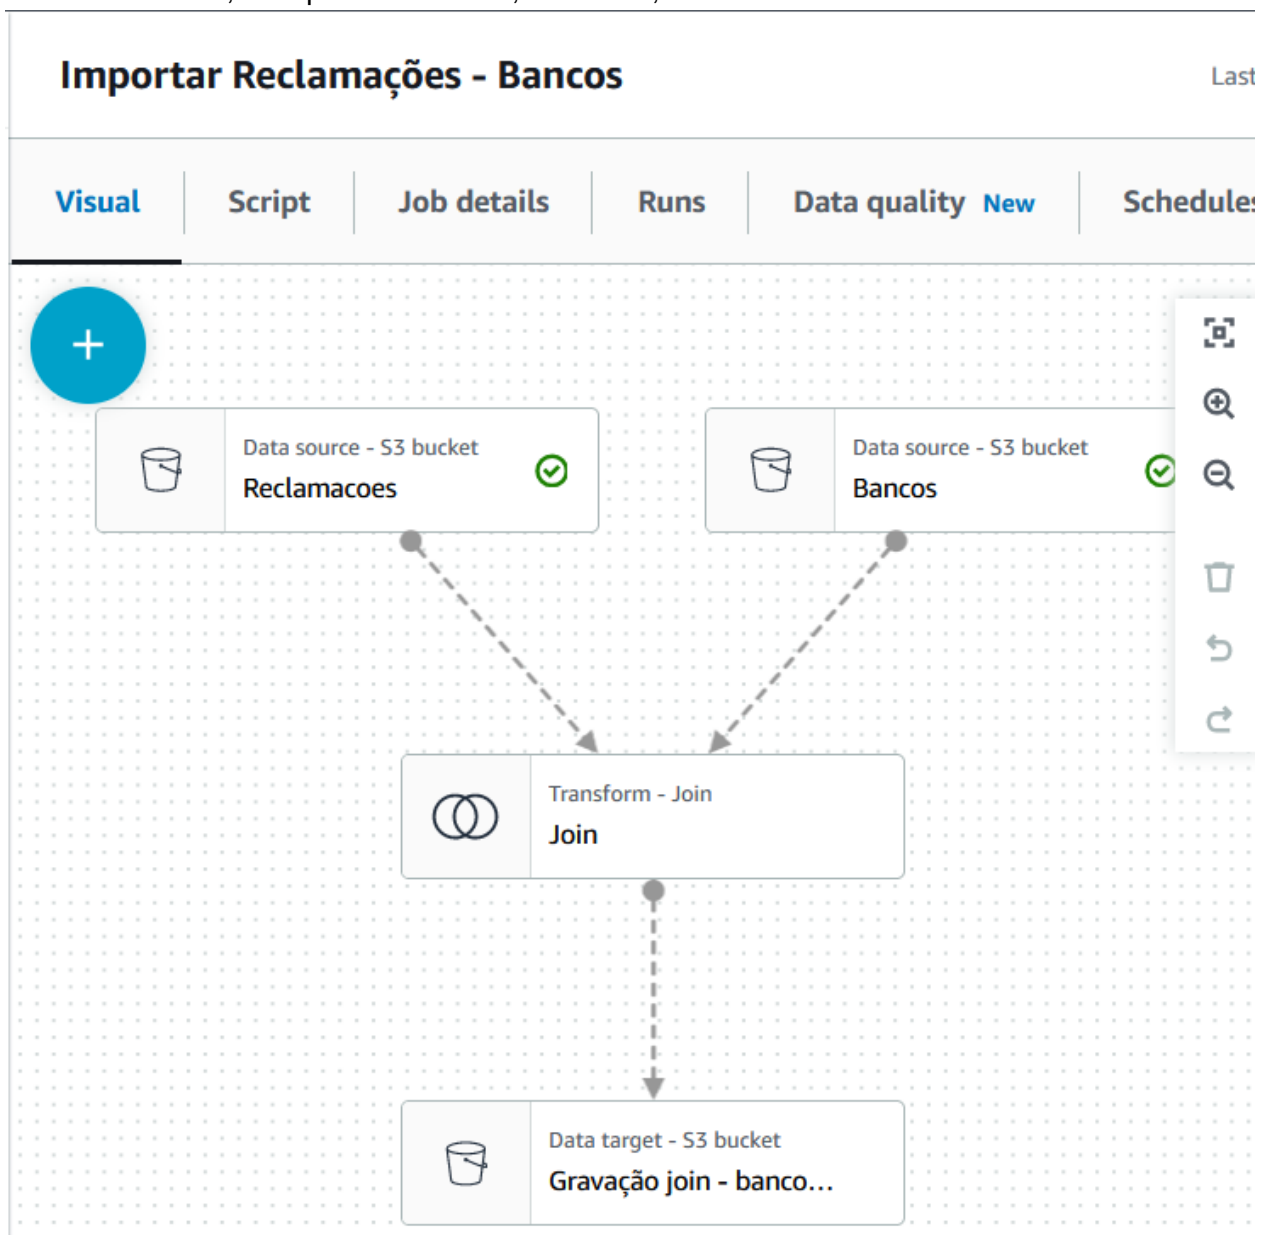 Importar Reclamações - Bancos
Last
Visual Script Job details Runs Data quality New Schedules
Data source - S3 bucket
Reclamacoes
Data source - S3 bucket
Bancos
Transform - Join
Join
Data target - S3 bucket
Gravação join - banco...